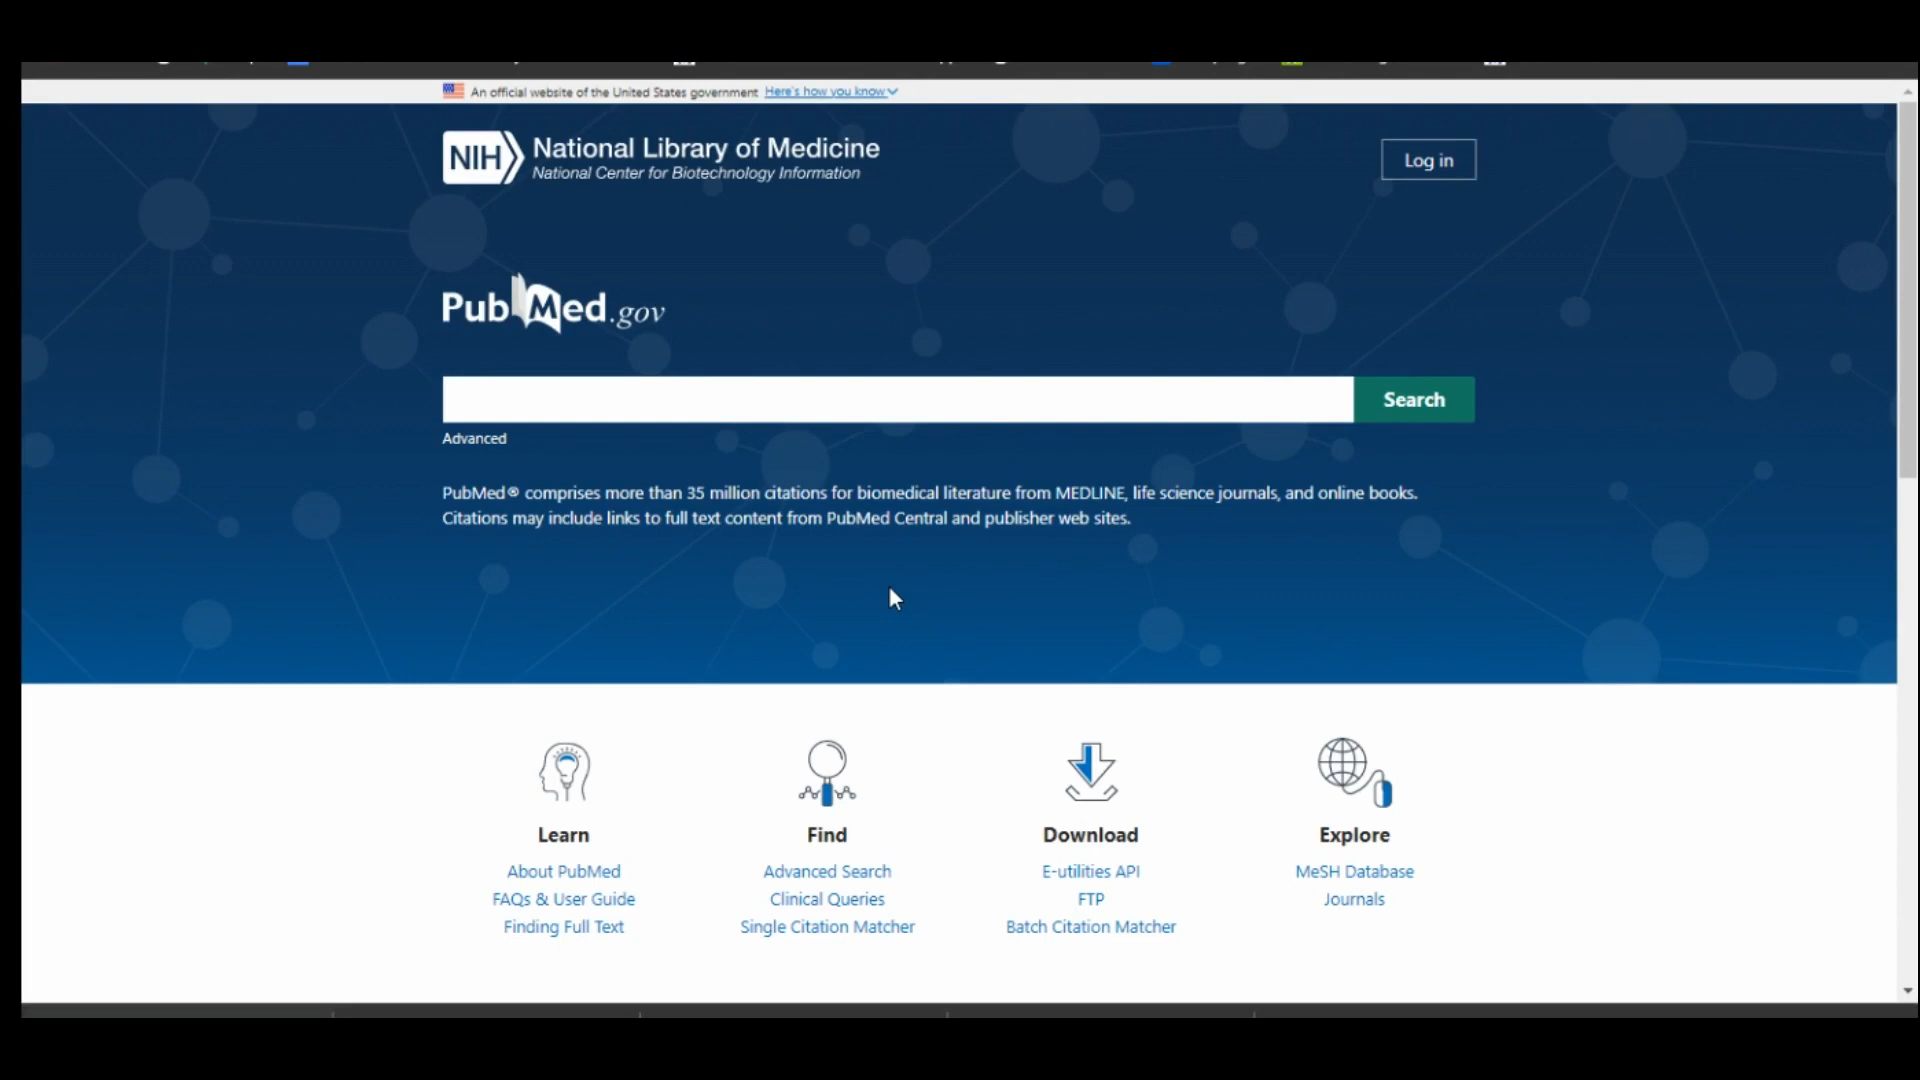 An official website of the United States government Here's how you know
NIH National Library of Medicine
National Center for Biotechnology Information
Log in
PubMed.gov
Search
Advanced
PubMed® comprises more than 35 million citations for biomedical literature from MEDLINE, life science journals, and online books.
Citations may include links to full text content from PubMed Central and publisher web sites.
Learn Find Download Explore
About PubMed Advanced Search E-utilities API MeSH Database
FAQs & User Guide Clinical Queries FTP Journals
Finding Full Text Single Citation Matcher Batch Citation Matcher